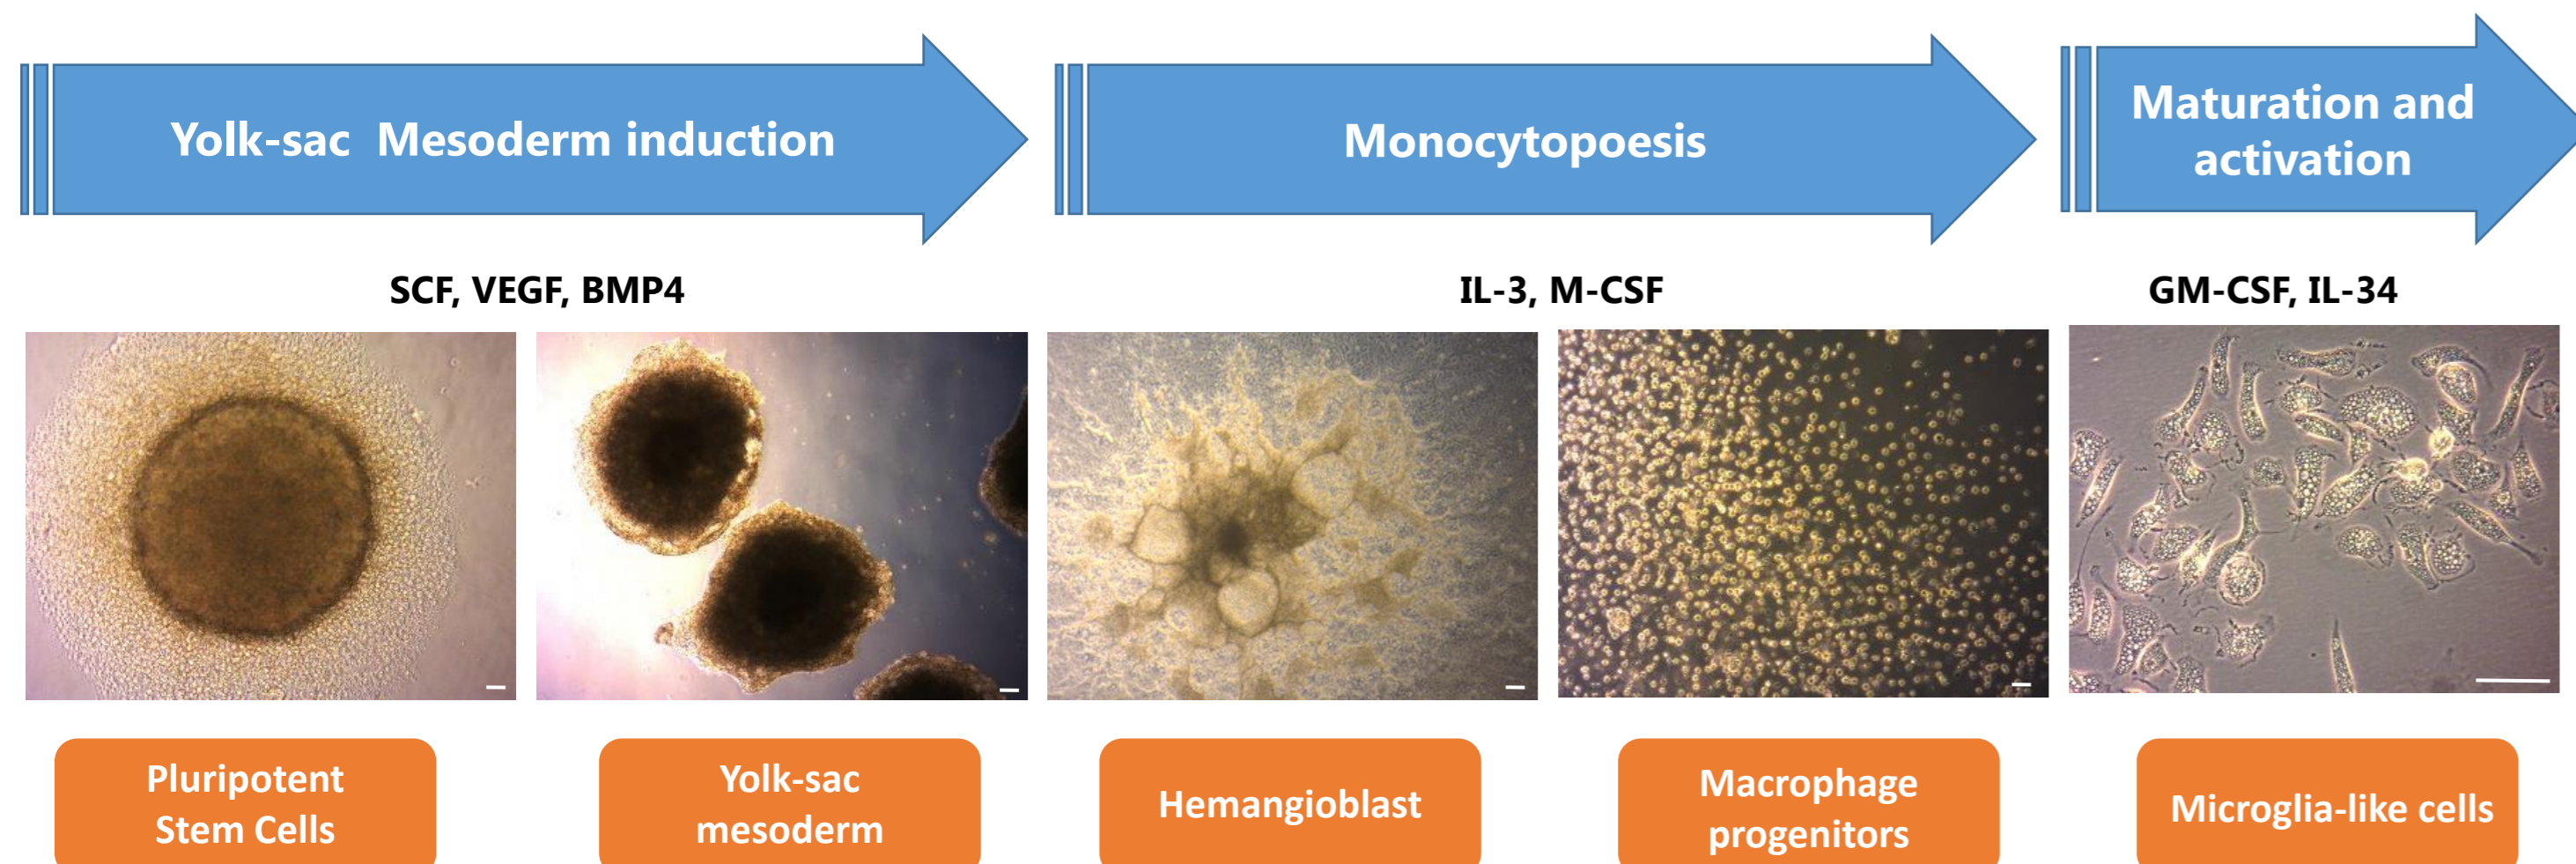 Yolk-sac  Mesoderm induction
Monocytopoesis
Maturation and
activation
SCF, VEGF, BMP4
IL-3, M-CSF
GM-CSF, IL-34
Pluripotent
Stem Cells
Yolk-sac
mesoderm
Hemangioblast
Macrophage
progenitors
Microglia-like cells